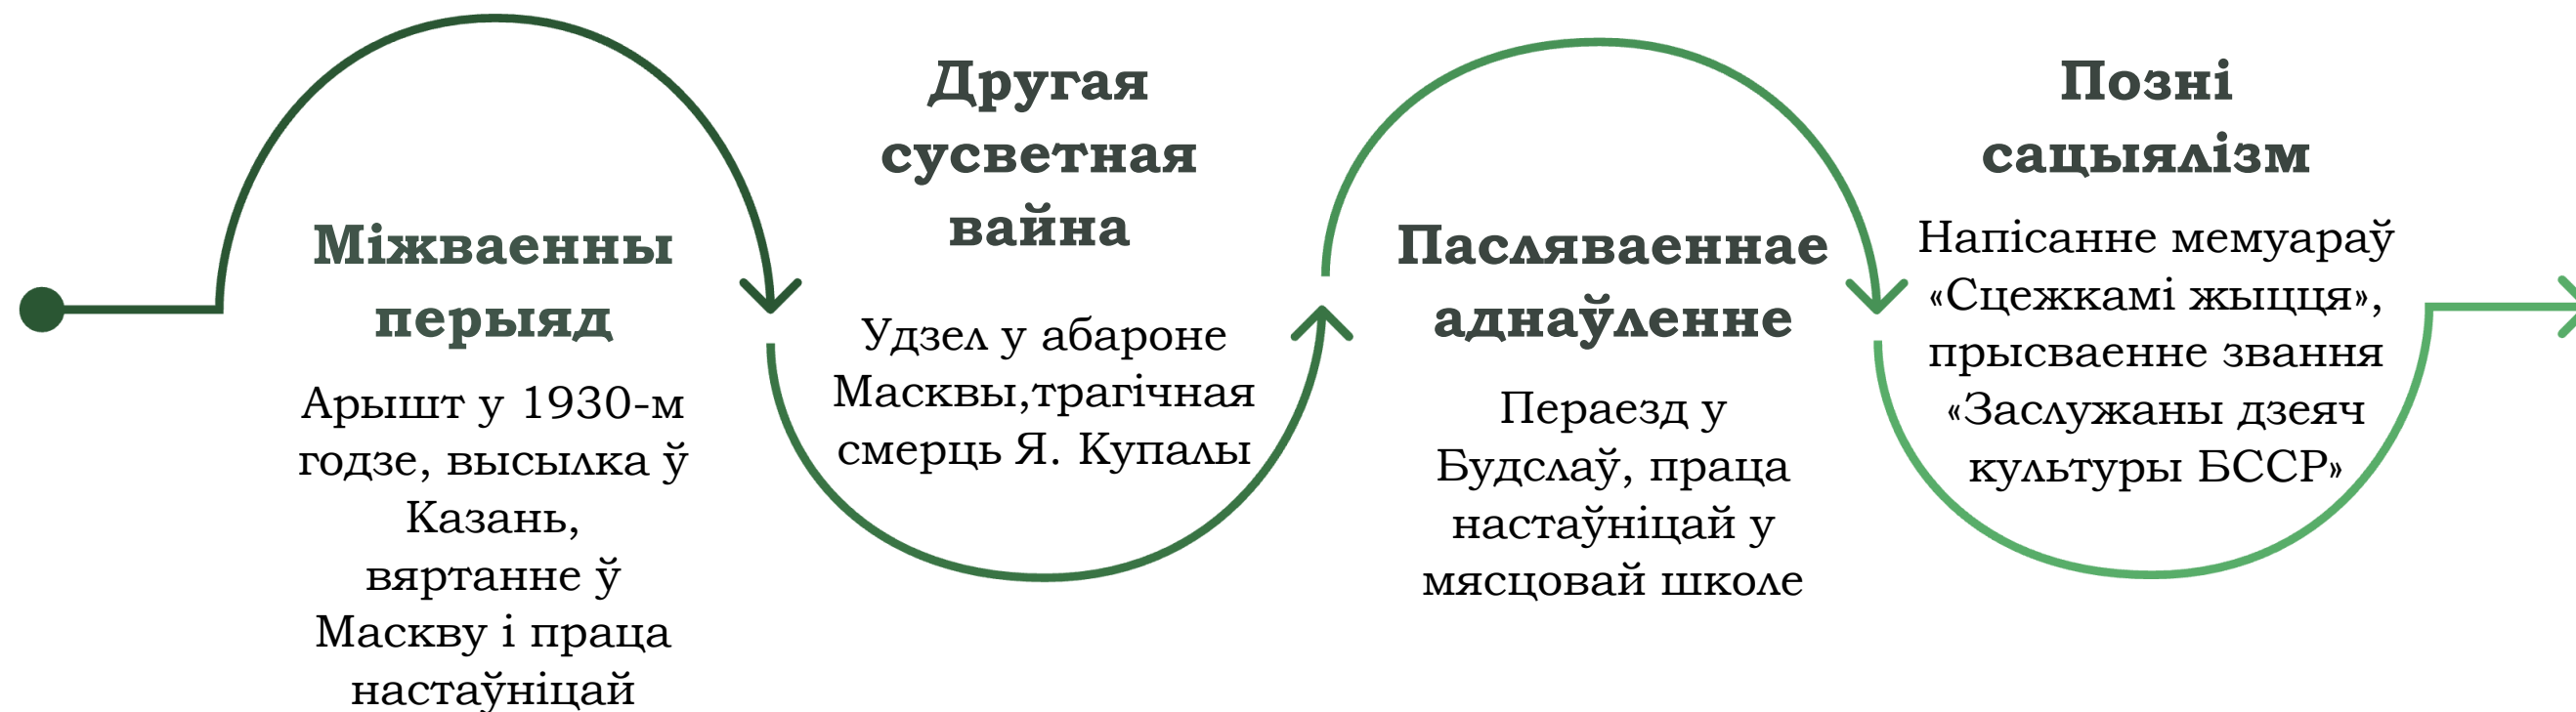 Міжваенны
перыяд
Арышт у 1930-м
годзе, высылка ў
Казань,
вяртанне ў
Маскву і праца
настаўніцай
Другая
сусветная
вайна
Удзел у абароне
Масквы,трагічная
смерць Я. Купалы
Пасляваеннае
аднаўленне
Пераезд у
Будслаў, праца
настаўніцай у
мясцовай школе
Позні
сацыялізм
Напісанне мемуараў
«Сцежкамі жыцця»,
прысваенне звання
«Заслужаны дзеяч
культуры БССР»